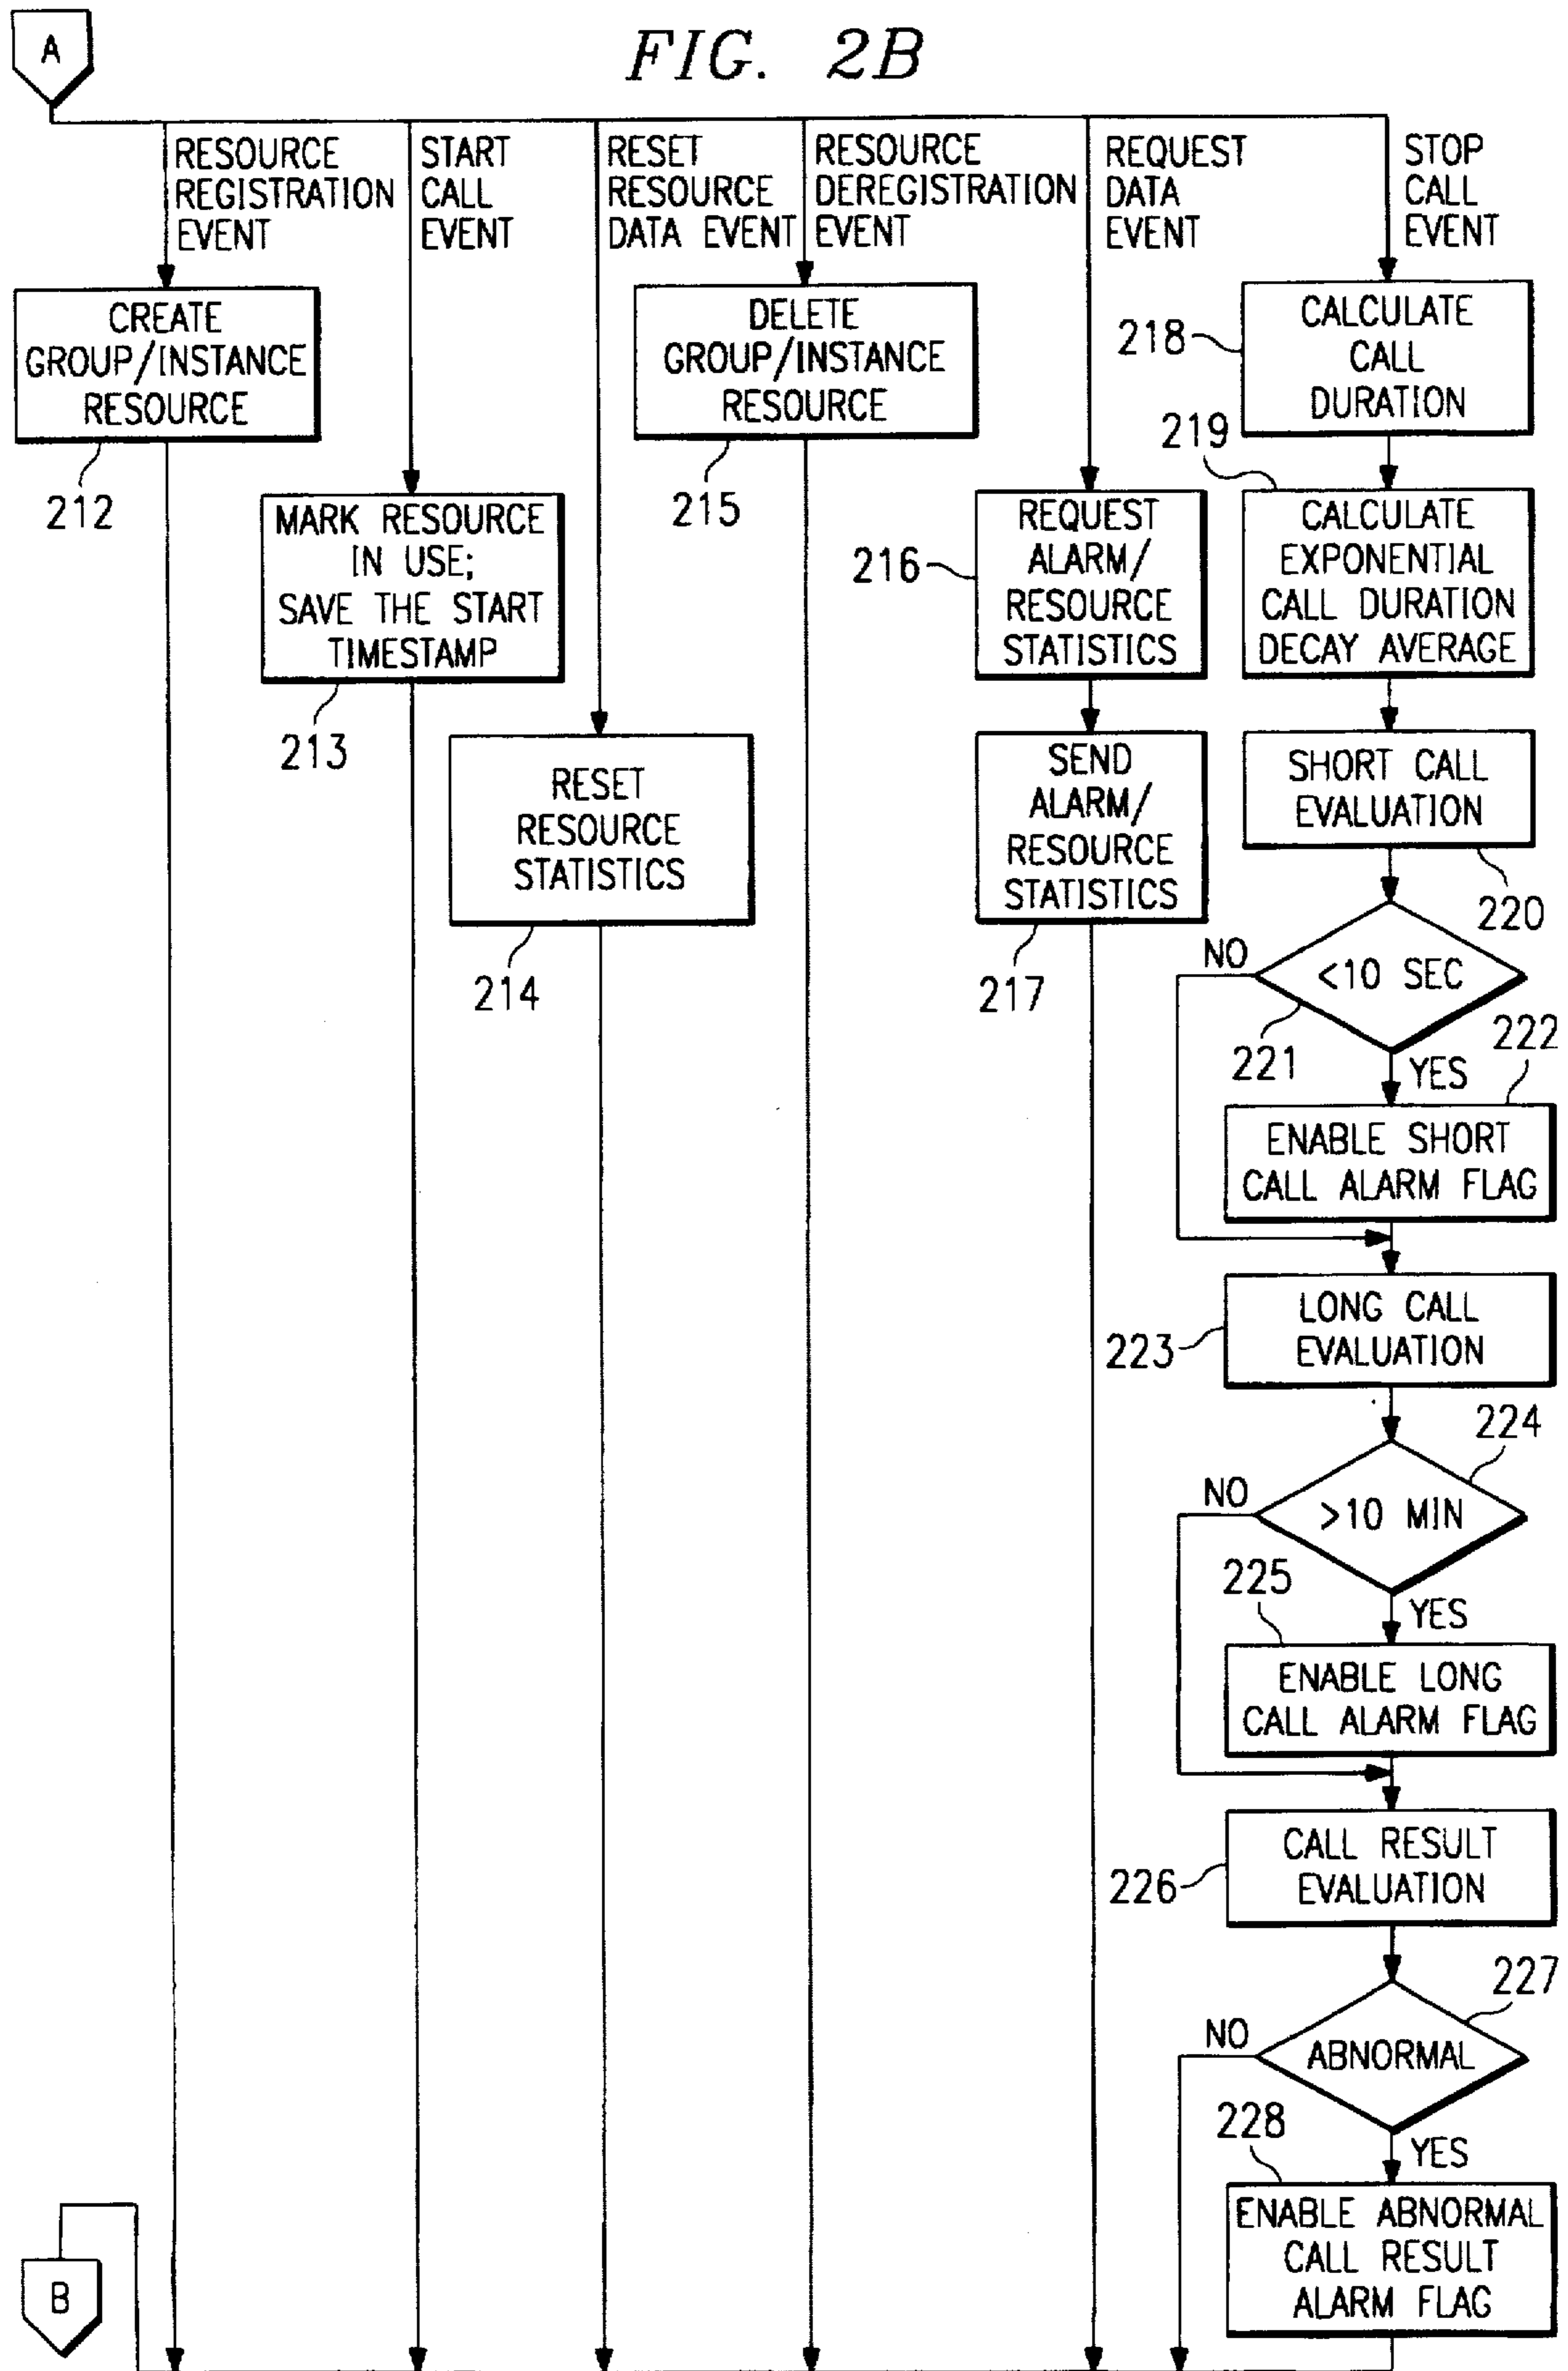 A
FIG. 2B
RESOURCE
REGISTRATION
EVENT
START
CALL
EVENT
RESET
RESOURCE
DATA EVENT
RESOURCE
DEREGISTRATION
EVENT
REQUEST
DATA
EVENT
STOP
CALL
EVENT
CREATE
GROUP/INSTANCE
RESOURCE
212
MARK RESOURCE
IN USE;
SAVE THE START
TIMESTAMP
213
RESET
RESOURCE
STATISTICS
214
DELETE
GROUP/INSTANCE
RESOURCE
215
REQUEST
ALARM/
RESOURCE
STATISTICS
216
SEND
ALARM/
RESOURCE
STATISTICS
217
CALCULATE
CALL
DURATION
218
219
CALCULATE
EXPONENTIAL
CALL DURATION
DECAY AVERAGE
SHORT CALL
EVALUATION
220
<10 SEC
NO
221
YES
222
ENABLE SHORT
CALL ALARM FLAG
LONG CALL
EVALUATION
223
224
>10 MIN
NO
225
YES
ENABLE LONG
CALL ALARM FLAG
CALL RESULT
EVALUATION
226
227
ABNORMAL
NO
228
YES
ENABLE ABNORMAL
CALL RESULT
ALARM FLAG
B